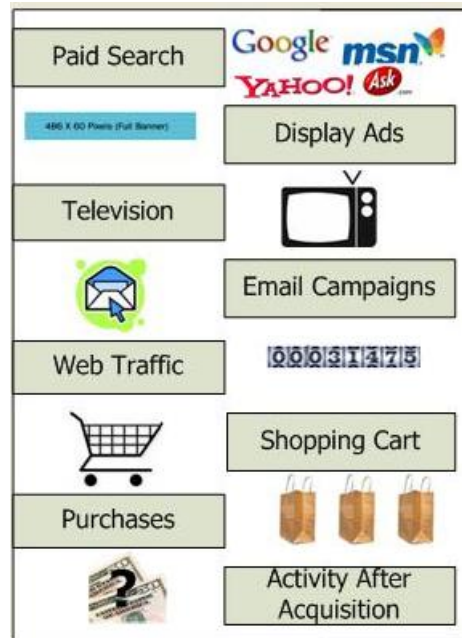 Paid Search
Google msn
YAHOO! Ask.com
486 X 60 Pixels (Full Banner)
Display Ads
Television
Email Campaigns
Web Traffic
00031475
Shopping Cart
Purchases
?
Activity After
Acquisition